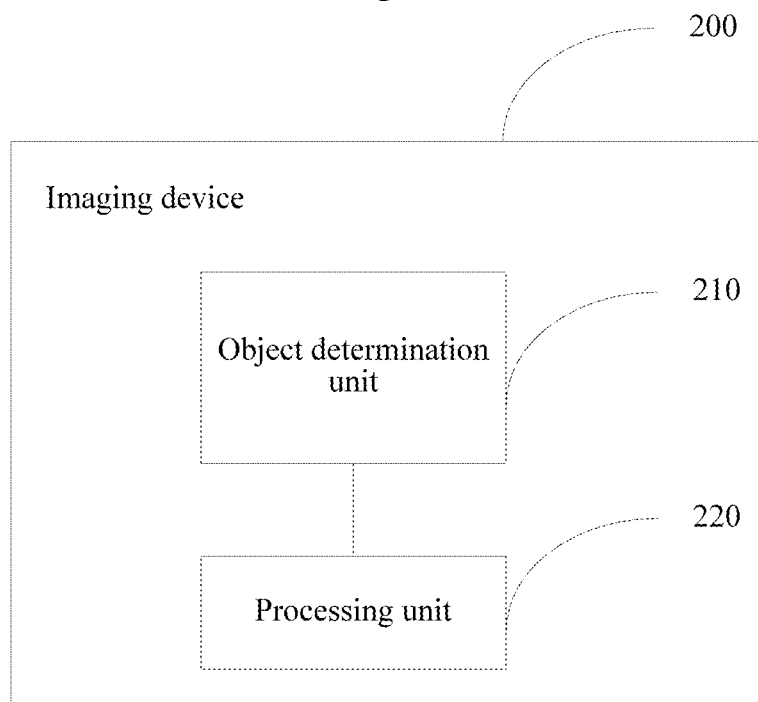 200
Imaging device
210
Object determination
unit
220
Processing unit